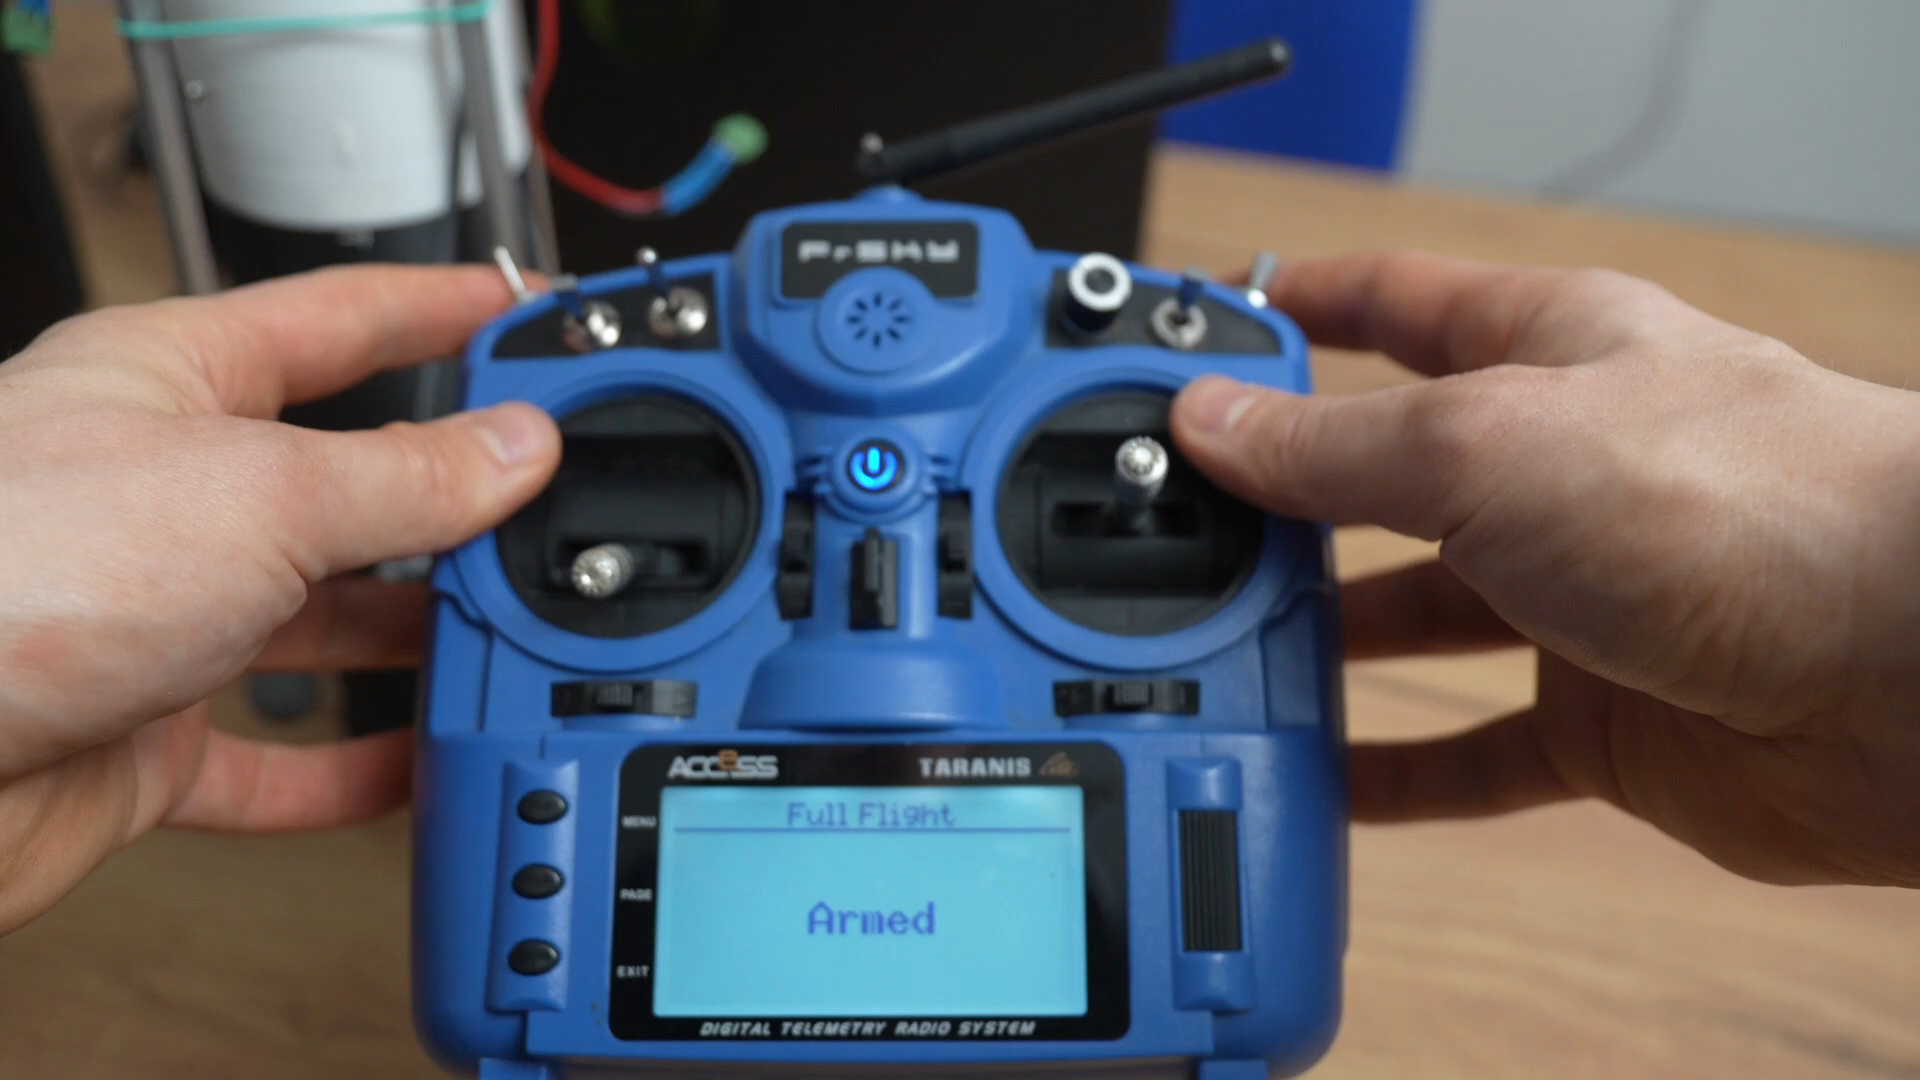 FrSKY
ACCESS
TARANIS
MENU
Full Flight
PAGE
Armed
EXIT
DIGITAL TELEMETRY RADIO SYSTEM